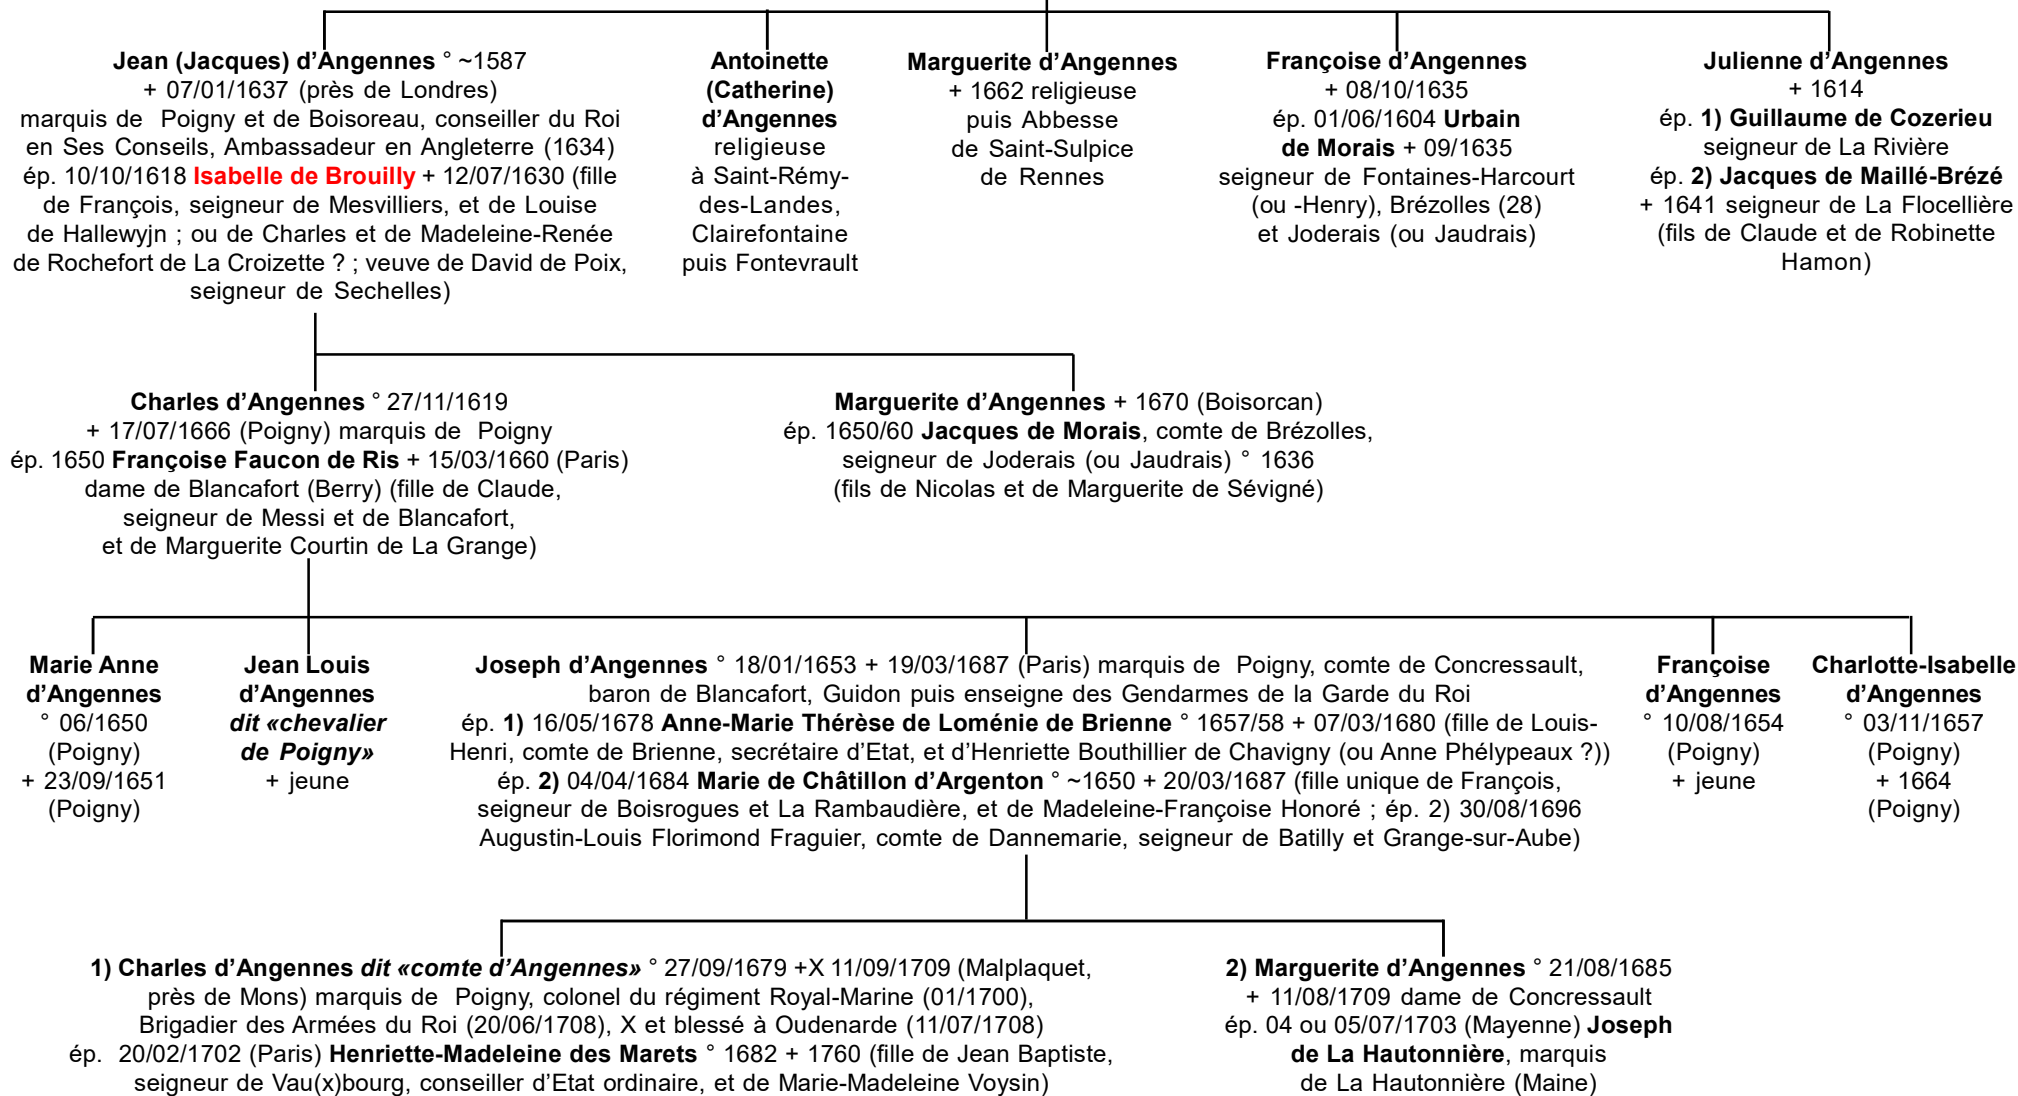 Jean (Jacques) d’Angennes ° ~1587
+ 07/01/1637 (près de Londres)
marquis de Poigny et de Boisoreau, conseiller du Roi
en Ses Conseils, Ambassadeur en Angleterre (1634)
ép. 10/10/1618 Isabelle de Brouilly + 12/07/1630 (fille
de François, seigneur de Mesvilliers, et de Louise
de Hallewyjn ; ou de Charles et de Madeleine-Renée
de Rochefort de La Croizette ? ; veuve de David de Poix,
seigneur de Sechelles)
Antoinette
(Catherine)
d’Angennes
religieuse
à Saint-Rémy-
des-Landes,
Clairefontaine
puis Fontevrault
Marguerite d’Angennes
+ 1662 religieuse
puis Abbesse
de Saint-Sulpice
de Rennes
Françoise d’Angennes
+ 08/10/1635
ép. 01/06/1604 Urbain
de Morais + 09/1635
seigneur de Fontaines-Harcourt
(ou -Henry), Brézolles (28)
et Joderais (ou Jaudrais)
Julienne d’Angennes
+ 1614
ép. 1) Guillaume de Cozerieu
seigneur de La Rivière
ép. 2) Jacques de Maillé-Brézé
+ 1641 seigneur de La Flocellière
(fils de Claude et de Robinette
Hamon)
Charles d’Angennes ° 27/11/1619
+ 17/07/1666 (Poigny) marquis de Poigny
ép. 1650 Françoise Faucon de Ris + 15/03/1660 (Paris)
dame de Blancafort (Berry) (fille de Claude,
seigneur de Messi et de Blancafort,
et de Marguerite Courtin de La Grange)
Marguerite d’Angennes + 1670 (Boisorcan)
ép. 1650/60 Jacques de Morais, comte de Brézolles,
seigneur de Joderais (ou Jaudrais) ° 1636
(fils de Nicolas et de Marguerite de Sévigné)
Marie Anne
d’Angennes
° 06/1650
(Poigny)
+ 23/09/1651
(Poigny)
Jean Louis
d’Angennes
dit «chevalier
de Poigny»
+ jeune
Joseph d’Angennes ° 18/01/1653 + 19/03/1687 (Paris) marquis de Poigny, comte de Concressault,
baron de Blancafort, Guidon puis enseigne des Gendarmes de la Garde du Roi
ép. 1) 16/05/1678 Anne-Marie Thérèse de Loménie de Brienne ° 1657/58 + 07/03/1680 (fille de Louis-
Henri, comte de Brienne, secrétaire d’Etat, et d’Henriette Bouthillier de Chavigny (ou Anne Phélypeaux ?))
ép. 2) 04/04/1684 Marie de Châtillon d’Argenton ° ~1650 + 20/03/1687 (fille unique de François,
seigneur de Boisrogues et La Rambaudière, et de Madeleine-Françoise Honoré ; ép. 2) 30/08/1696
Augustin-Louis Florimond Fraguier, comte de Dannemarie, seigneur de Batilly et Grange-sur-Aube)
Françoise
d’Angennes
° 10/08/1654
(Poigny)
+ jeune
Charlotte-Isabelle
d’Angennes
° 03/11/1657
(Poigny)
+ 1664
(Poigny)
1) Charles d’Angennes dit «comte d’Angennes» ° 27/09/1679 +X 11/09/1709 (Malplaquet,
près de Mons) marquis de Poigny, colonel du régiment Royal-Marine (01/1700),
Brigadier des Armées du Roi (20/06/1708), X et blessé à Oudenarde (11/07/1708)
ép. 20/02/1702 (Paris) Henriette-Madeleine des Marets ° 1682 + 1760 (fille de Jean Baptiste,
seigneur de Vau(x)bourg, conseiller d’Etat ordinaire, et de Marie-Madeleine Voysin)
2) Marguerite d’Angennes ° 21/08/1685
+ 11/08/1709 dame de Concressault
ép. 04 ou 05/07/1703 (Mayenne) Joseph
de La Hautonnière, marquis
de La Hautonnière (Maine)